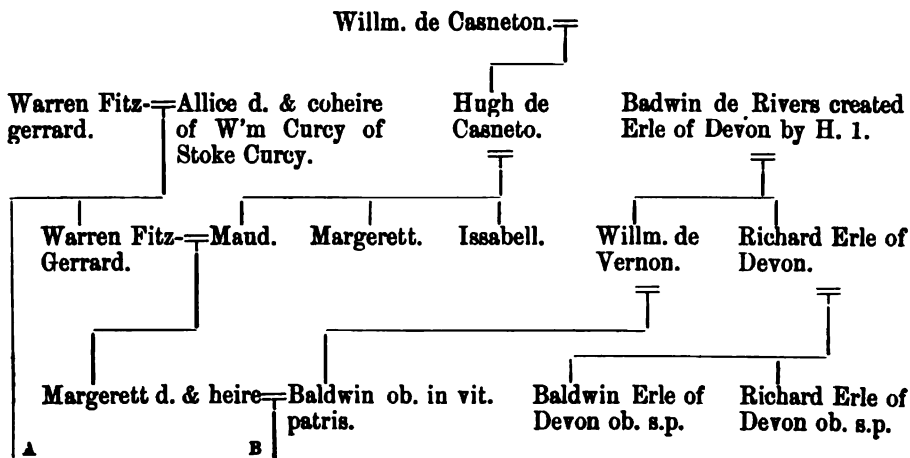 Willm. de Casneton.
Warren Fitz-
gerrard.
Allice d. & coheire
of W'm Curcy of
Stoke Curcy.
Hugh de
Casneto.
Badwin de Rivers created
Erle of Devon by H. 1.
Warren Fitz-
Gerrard.
Maud.
Margerett.
Issabell.
Willm. de
Vernon.
Richard Erle of
Devon.
Margerett d. & heire
Baldwin ob. in vit.
patris.
Baldwin Erle of
Devon ob. s.p.
Richard Erle of
Devon ob. s.p.
A
B